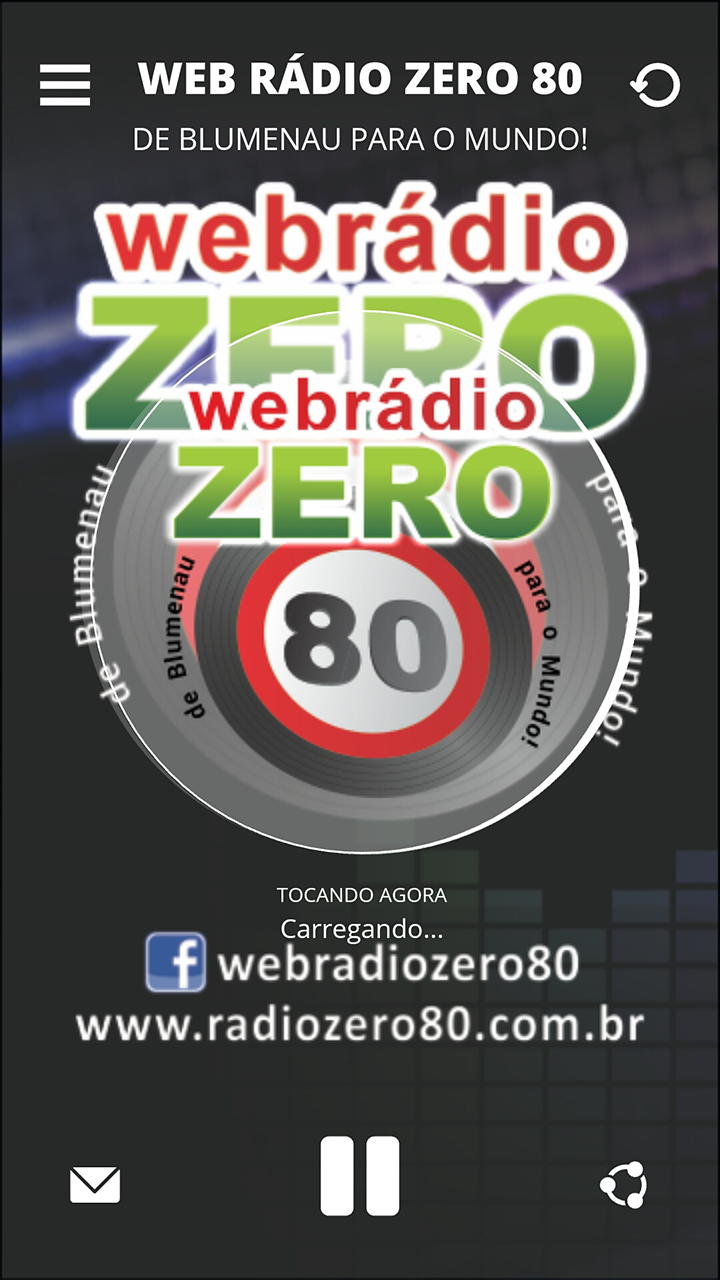 WEB RÁDIO ZERO 80
DE BLUMENAU PARA O MUNDO!
webrádio
ZERO
webrádio
ZERO
de Blumenau
para o Mundo!
de Blumenau
para o Mundo!
80
TOCANDO AGORA
Carregando...
f webradiozero80
www.radiozero80.com.br